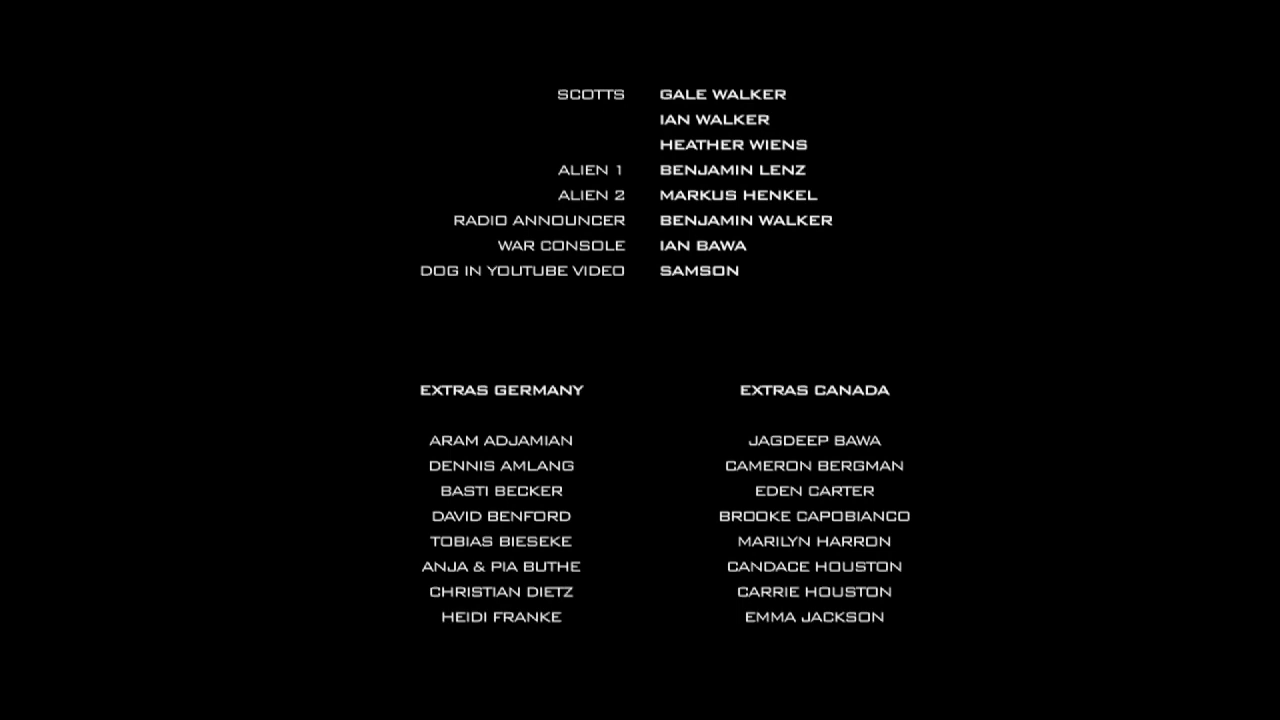 SCOTTS GALE WALKER
IAN WALKER
HEATHER WIENS
ALIEN 1 BENJAMIN LENZ
ALIEN 2 MARKUS HENKEL
RADIO ANNOUNCER BENJAMIN WALKER
WAR CONSOLE IAN BAWA
DOG IN YOUTUBE VIDEO SAMSON
EXTRAS GERMANY
ARAM ADJAMIAN
DENNIS AMLANG
BASTI BECKER
DAVID BENFORD
TOBIAS BIESEKE
ANJA & PIA BUTHE
CHRISTIAN DIETZ
HEIDI FRANKE
EXTRAS CANADA
JAGDEEP BAWA
CAMERON BERGMAN
EDEN CARTER
BROOKE CAPOBIANCO
MARILYN HARRON
CANDACE HOUSTON
CARRIE HOUSTON
EMMA JACKSON